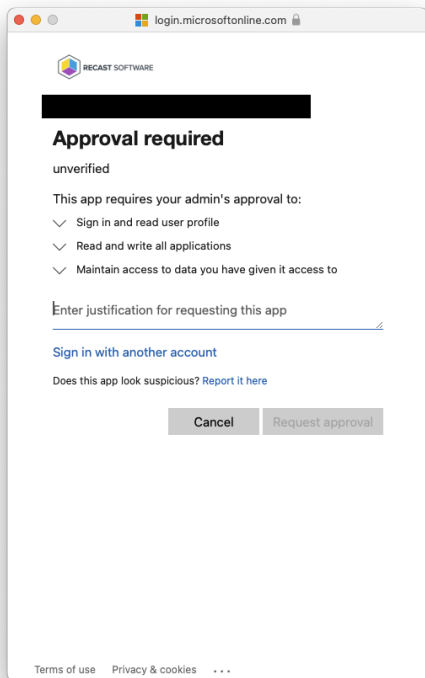 login.microsoftonline.com
RECAST SOFTWARE
Approval required
unverified
This app requires your admin's approval to:
Sign in and read user profile
Read and write all applications
Maintain access to data you have given it access to
Enter justification for requesting this app
Sign in with another account
Does this app look suspicious? Report it here
Cancel Request approval
Terms of use Privacy & cookies ...